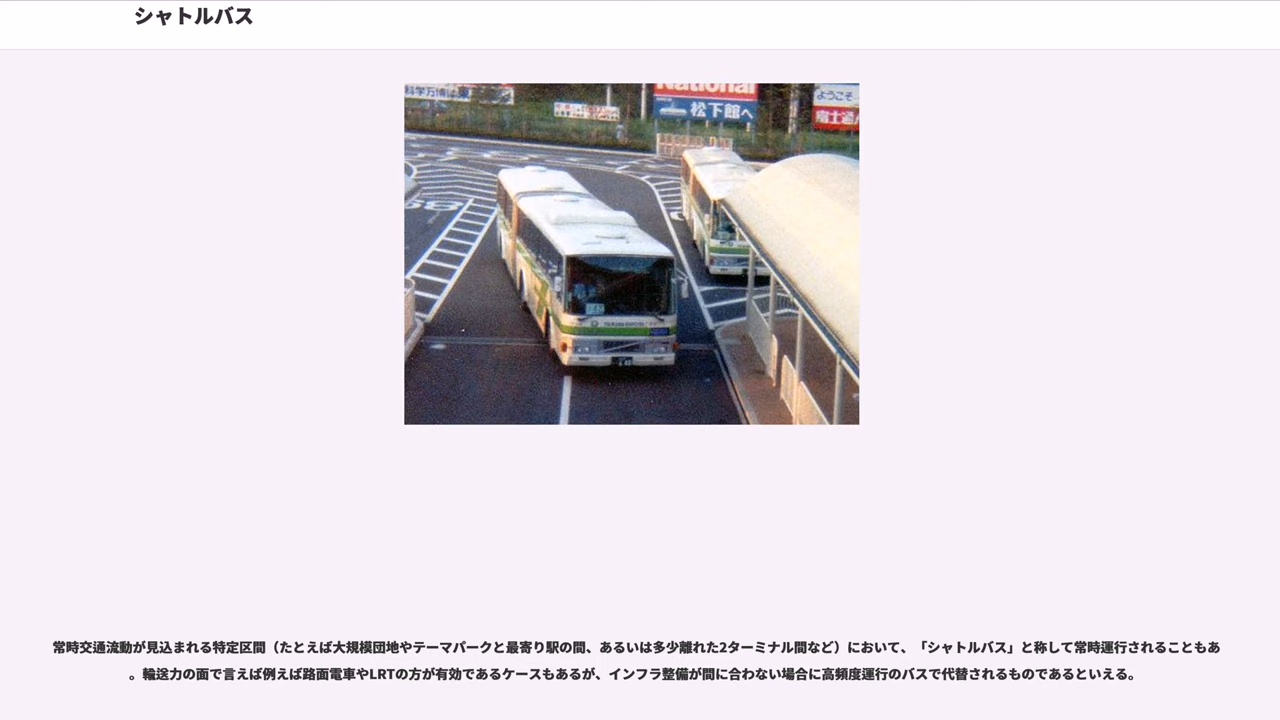 シャトルバス
科学万博は東
National
松下館へ
ようこそ
富士通
常時交通流動が見込まれる特定区間（たとえば大規模団地やテーマパークと最寄り駅の間、あるいは多少離れた2ターミナル間など）において、「シャトルバス」と称して常時運行されることもあ
。輸送力の面で言えば例えば路面電車やLRTの方が有効であるケースもあるが、インフラ整備が間に合わない場合に高頻度運行のバスで代替されるものであるといえる。